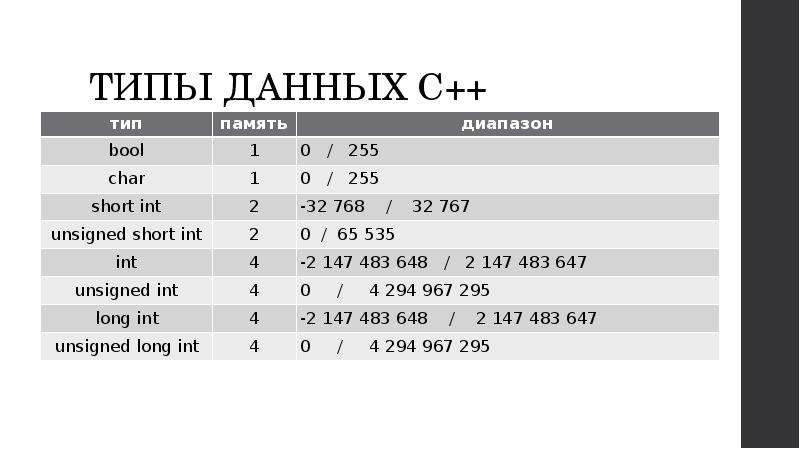 ТИПЫ ДАННЫХ C++
тип память диапазон
bool 1 0 / 255
char 1 0 / 255
short int 2 -32 768 / 32 767
unsigned short int 2 0 / 65 535
int 4 -2 147 483 648 / 2 147 483 647
unsigned int 4 0 / 4 294 967 295
long int 4 -2 147 483 648 / 2 147 483 647
unsigned long int 4 0 / 4 294 967 295